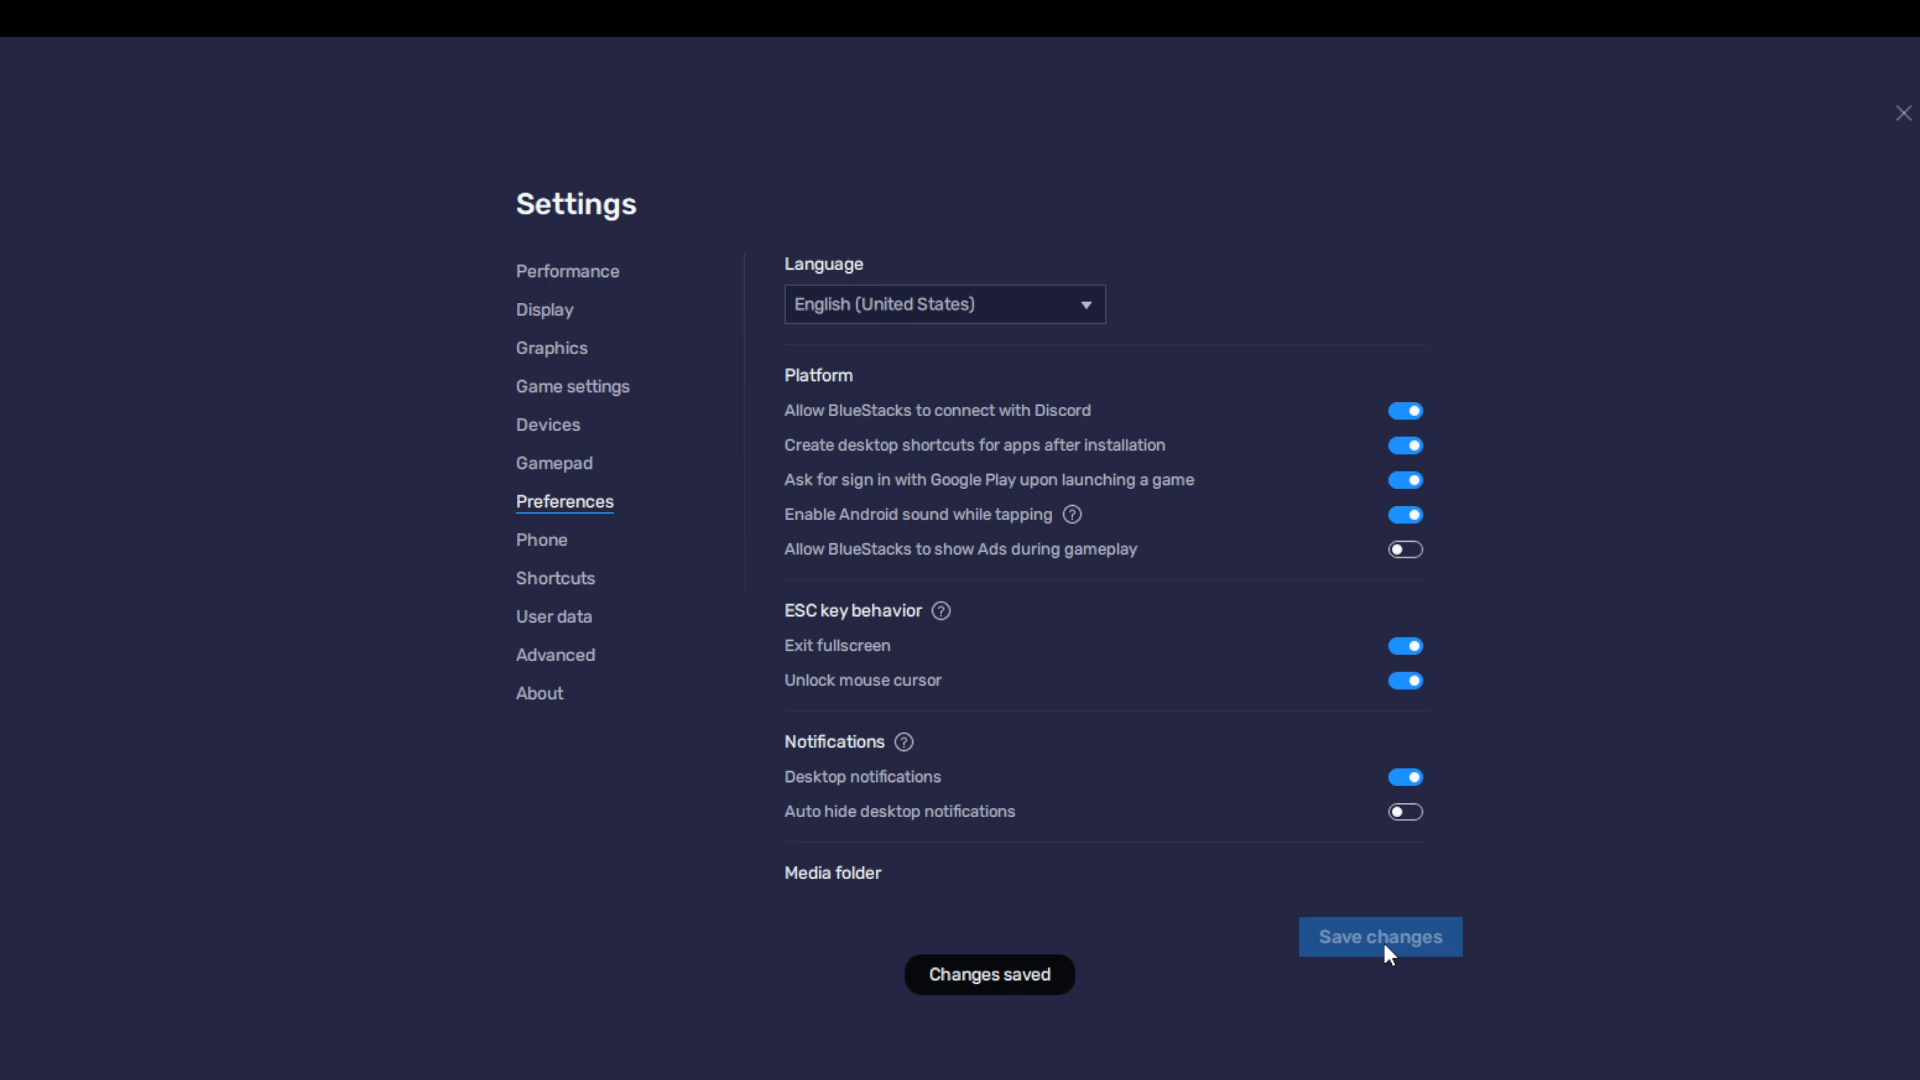 Settings
Performance
Display
Graphics
Game settings
Devices
Gamepad
Preferences
Phone
Shortcuts
User data
Advanced
About
Language
English (United States)
Platform
Allow BlueStacks to connect with Discord
Create desktop shortcuts for apps after installation
Ask for sign in with Google Play upon launching a game
Enable Android sound while tapping ?
Allow BlueStacks to show Ads during gameplay
ESC key behavior ?
Exit fullscreen
Unlock mouse cursor
Notifications ?
Desktop notifications
Auto hide desktop notifications
Media folder
Save changes
Changes saved